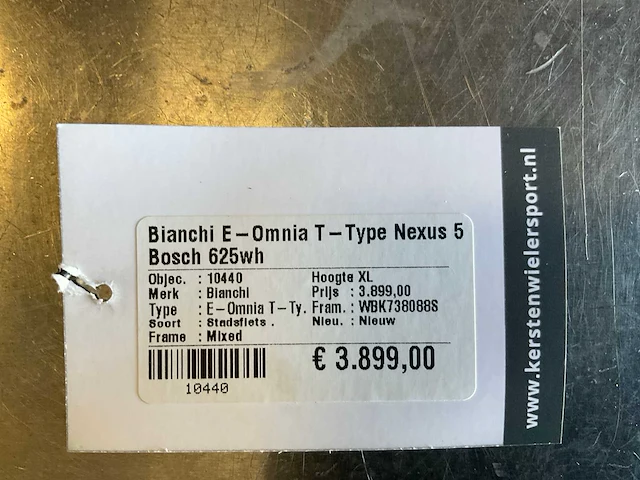 Bianchi E-Omnia T-Type Nexus 5
Bosch 625wh
Objec. : 10440 Hoogte XL
Merk : Bianchi Prijs : 3.899,00
Type : E-Omnia T-Ty. Fram. : WBK738088S
Soort : Stadsfiets . Nieu. : Nieuw
Frame : Mixed
€ 3.899,00
10440
www.kerstenwielersport.nl